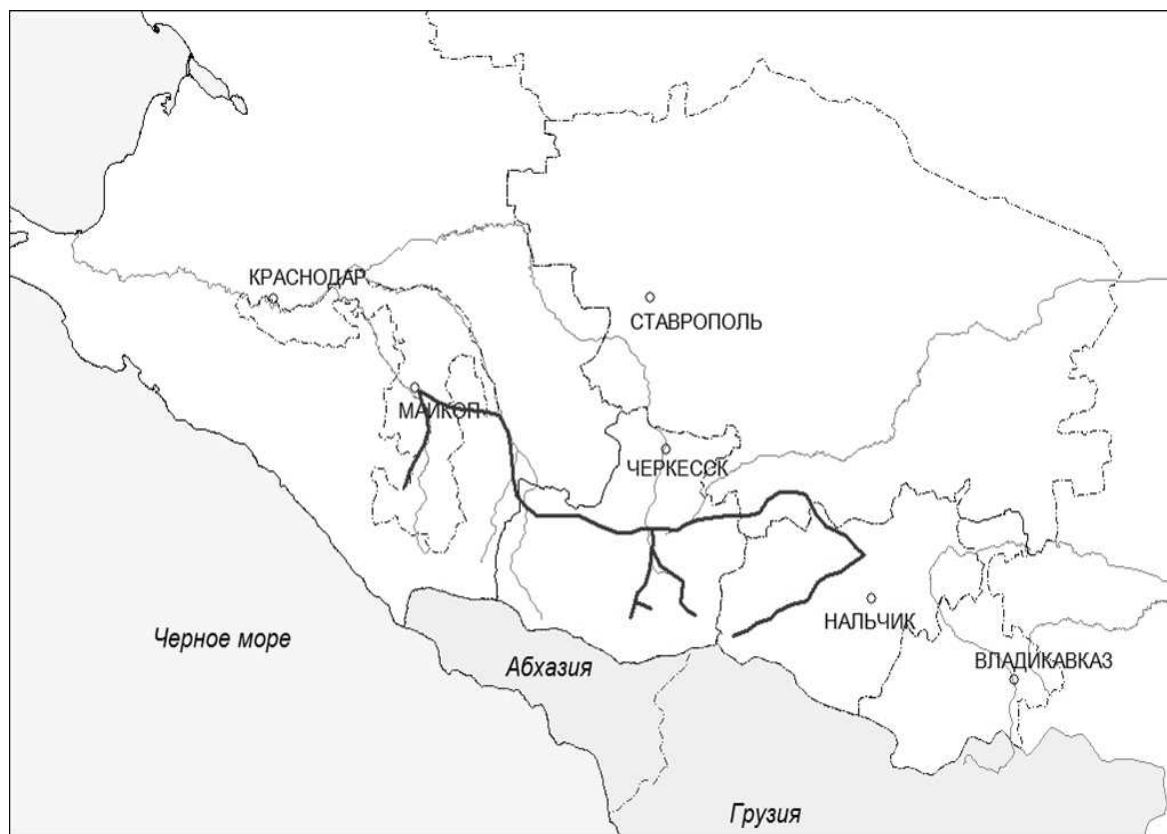 КРАСНОДАР
СТАВРОПОЛЬ
МАЙКОП
ЧЕРКЕССК
НАЛЬЧИК
Черное море
Абхазия
ВЛАДИКАВКАЗ
Грузия